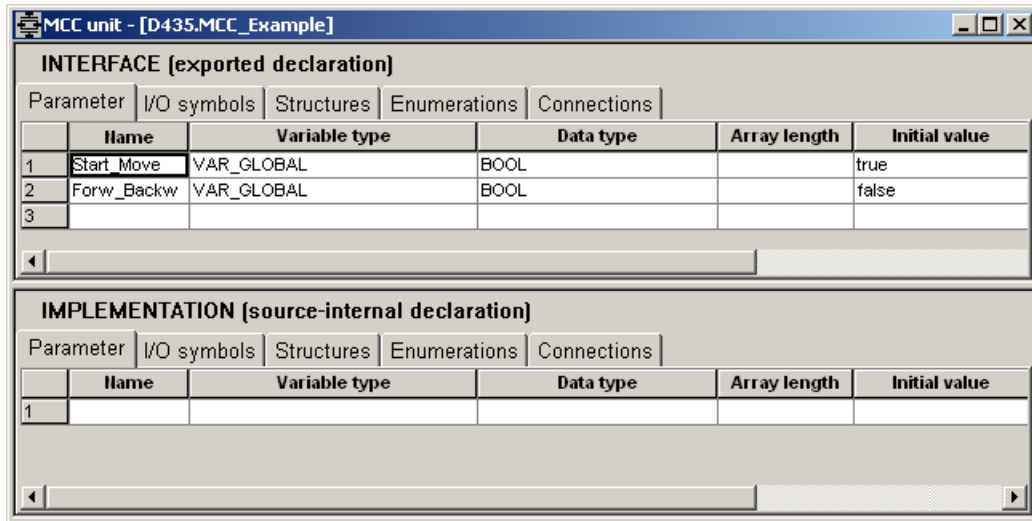 MCC unit - [D435.MCC_Example]
INTERFACE (exported declaration)
Parameter I/O symbols Structures Enumerations Connections
Name Variable type Data type Array length Initial value
1 Start_Move VAR_GLOBAL BOOL true
2 Forw_Backw VAR_GLOBAL BOOL false
3
IMPLEMENTATION (source-internal declaration)
Parameter I/O symbols Structures Enumerations Connections
Name Variable type Data type Array length Initial value
1